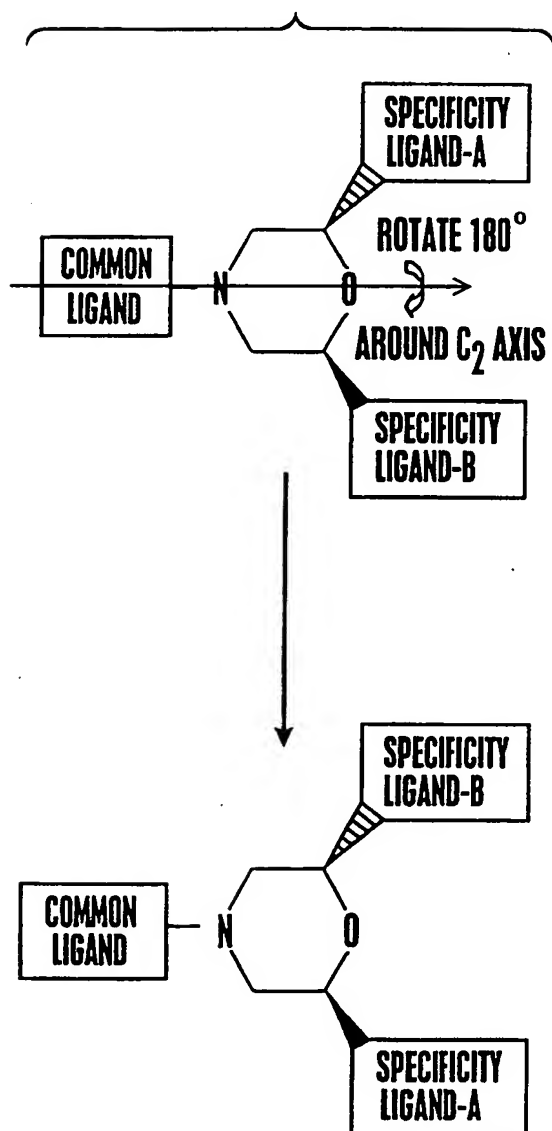 SPECIFICITY
LIGAND-A
ROTATE 180°
COMMON
LIGAND
N
O
AROUND C₂ AXIS
SPECIFICITY
LIGAND-B
SPECIFICITY
LIGAND-B
COMMON
LIGAND
N
O
SPECIFICITY
LIGAND-A